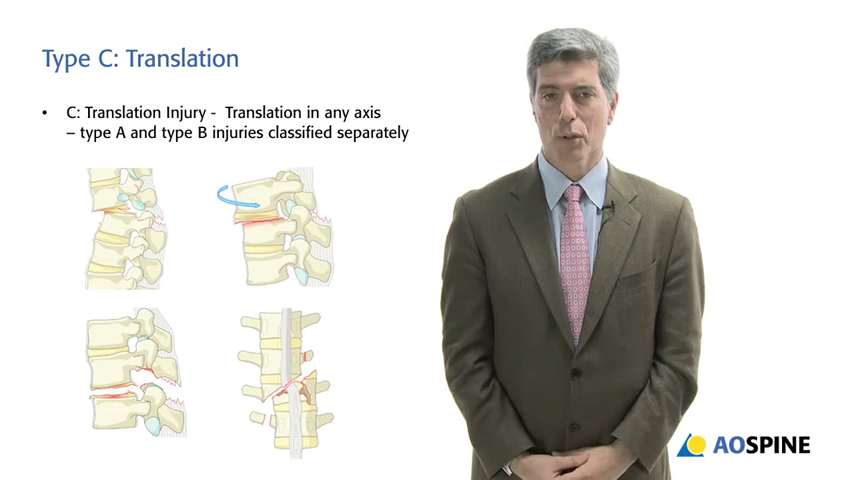 Type C: Translation
• C: Translation Injury - Translation in any axis
– type A and type B injuries classified separately
AOSPINE